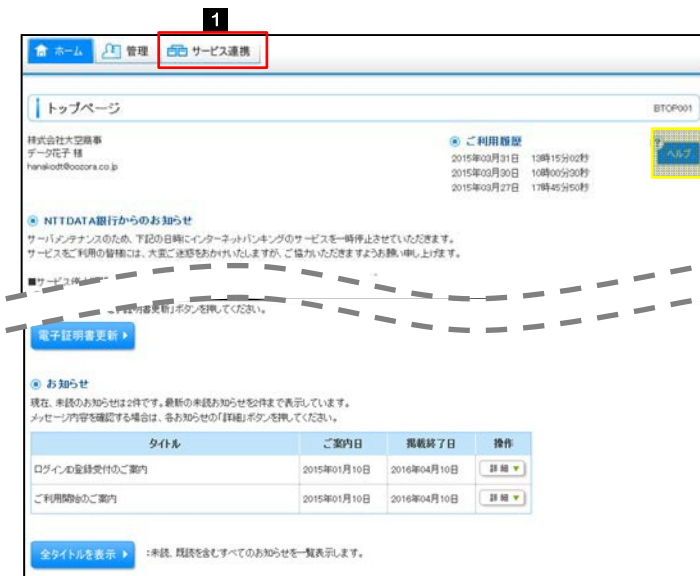 1
ホーム 管理 サービス連携
トップページ BTOP001
株式会社大空商事
データ花子 様
hanakodt@oozora.co.jp
ご利用履歴
2015年03月31日 13時15分02秒
2015年03月30日 10時00分30秒
2015年03月27日 17時45分50秒
ヘルプ
NTTDATA銀行からのお知らせ
サーバメンテナンスのため、下記の日時にインターネットバンキングのサービスを一時停止させていただきます。
サービスをご利用の皆様には、大変ご迷惑をおかけいたしますが、ご協力いただきますようお願い申し上げます。
■サービス停止
書更新」ボタンを押してください。
電子証明書更新
お知らせ
現在、未読のお知らせは2件です。最新の未読お知らせを2件まで表示しています。
メッセージ内容を確認する場合は、各お知らせの「詳細」ボタンを押してください。
タイトル ご案内日 掲載終了日 操作
ログインID登録受付のご案内 2015年01月10日 2016年04月10日 詳細
ご利用開始のご案内 2015年01月10日 2016年04月10日 詳細
全タイトルを表示 :未読、既読を含むすべてのお知らせを一覧表示します。